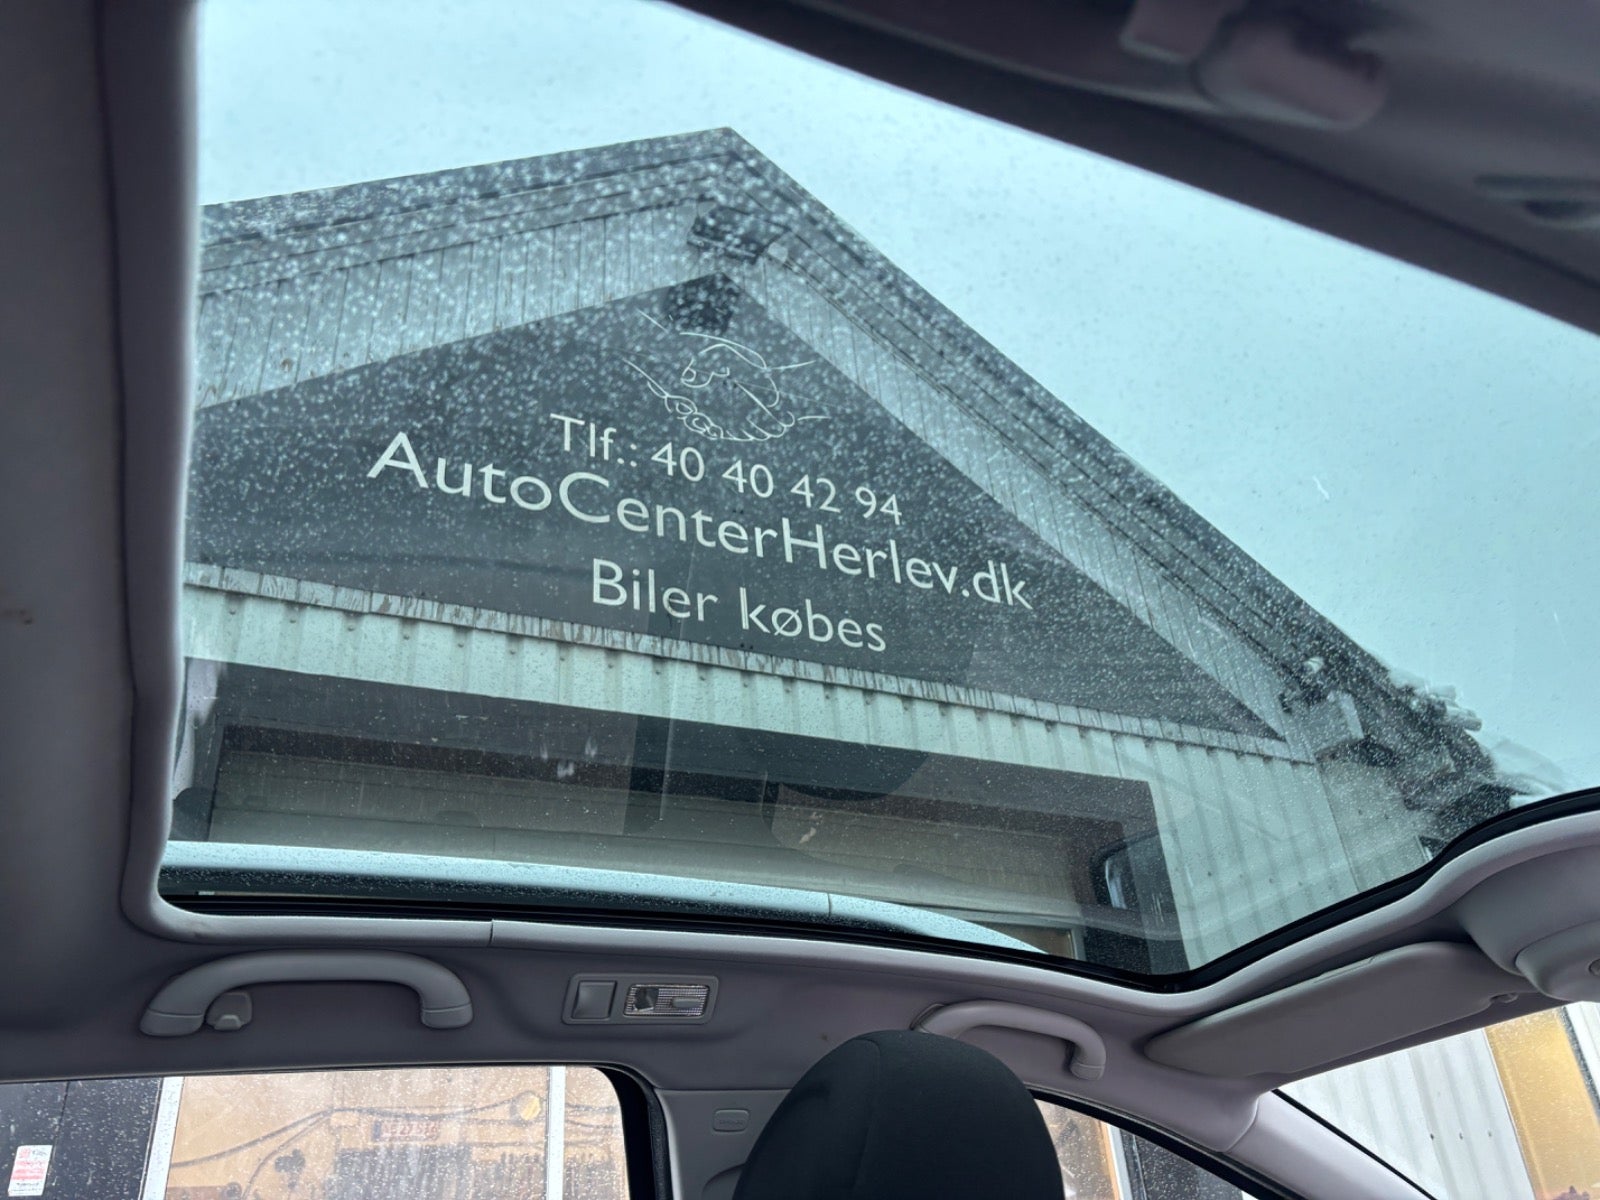 Tlf.: 40 40 42 94
AutoCenterHerlev.dk
Biler købes